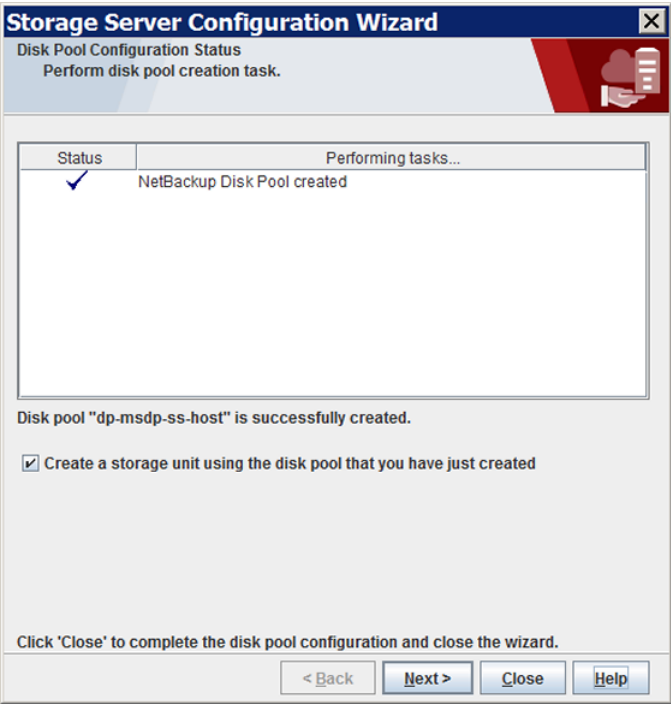 Storage Server Configuration Wizard
Disk Pool Configuration Status
Perform disk pool creation task.
Status Performing tasks...
NetBackup Disk Pool created
Disk pool "dp-msdp-ss-host" is successfully created.
Create a storage unit using the disk pool that you have just created
Click 'Close' to complete the disk pool configuration and close the wizard.
< Back Next > Close Help